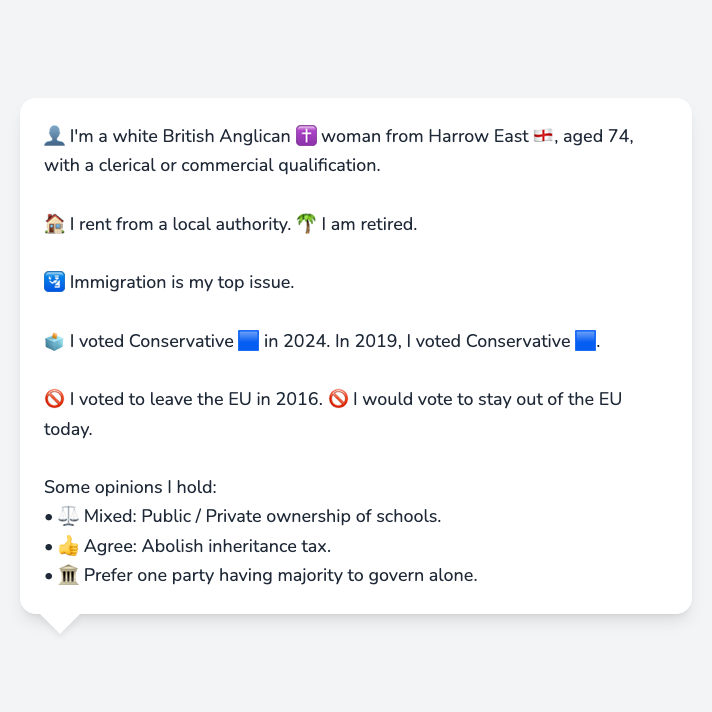 👤 I'm a white British Anglican ✝️ woman from Harrow East 🏴󠁧󠁢󠁥󠁮󠁧󠁿, aged 74,
with a clerical or commercial qualification.
🏠 I rent from a local authority. 🌴 I am retired.
🛂 Immigration is my top issue.
🗳️ I voted Conservative 🟦 in 2024. In 2019, I voted Conservative 🟦.
🚫 I voted to leave the EU in 2016. 🚫 I would vote to stay out of the EU
today.
Some opinions I hold:
• ⚖️ Mixed: Public / Private ownership of schools.
• 👍 Agree: Abolish inheritance tax.
• 🏛️ Prefer one party having majority to govern alone.